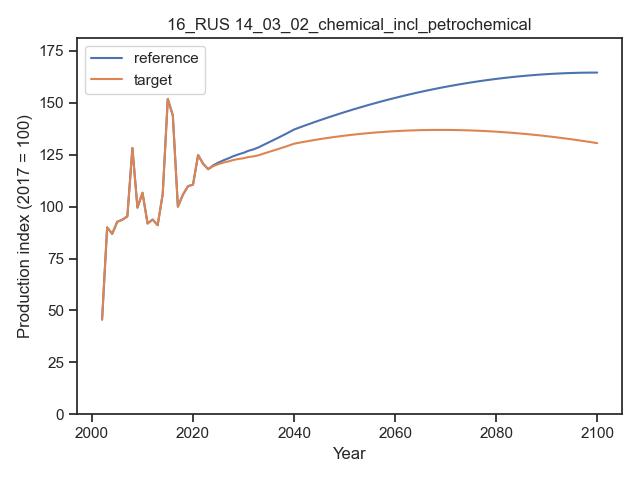 16_RUS 14_03_02_chemical_incl_petrochemical
reference
target
Production index (2017 = 100)
175
150
125
100
75
50
25
0
2000
2020
2040
2060
2080
2100
Year